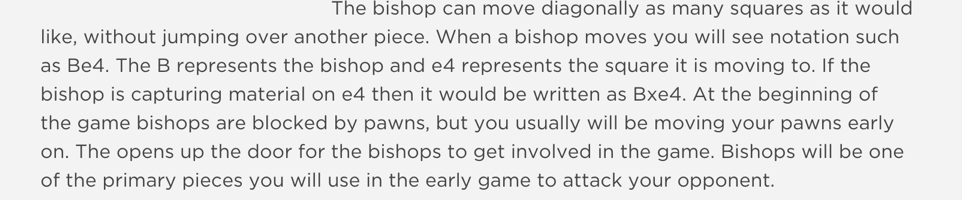 The bishop can move diagonally as many squares as it would
like, without jumping over another piece. When a bishop moves you will see notation such
as Be4. The B represents the bishop and e4 represents the square it is moving to. If the
bishop is capturing material on e4 then it would be written as Bxe4. At the beginning of
the game bishops are blocked by pawns, but you usually will be moving your pawns early
on. The opens up the door for the bishops to get involved in the game. Bishops will be one
of the primary pieces you will use in the early game to attack your opponent.